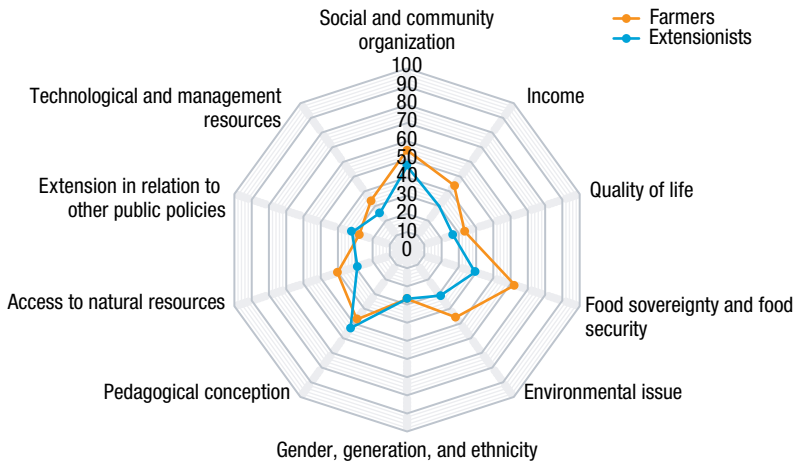 Social and community
organization
Farmers
Extensionists
Technological and management
resources
Income
Extension in relation to
other public policies
Quality of life
Access to natural resources
Food sovereignty and food
security
Pedagogical conception
Environmental issue
Gender, generation, and ethnicity
100
90
80
70
60
50
40
30
20
10
0